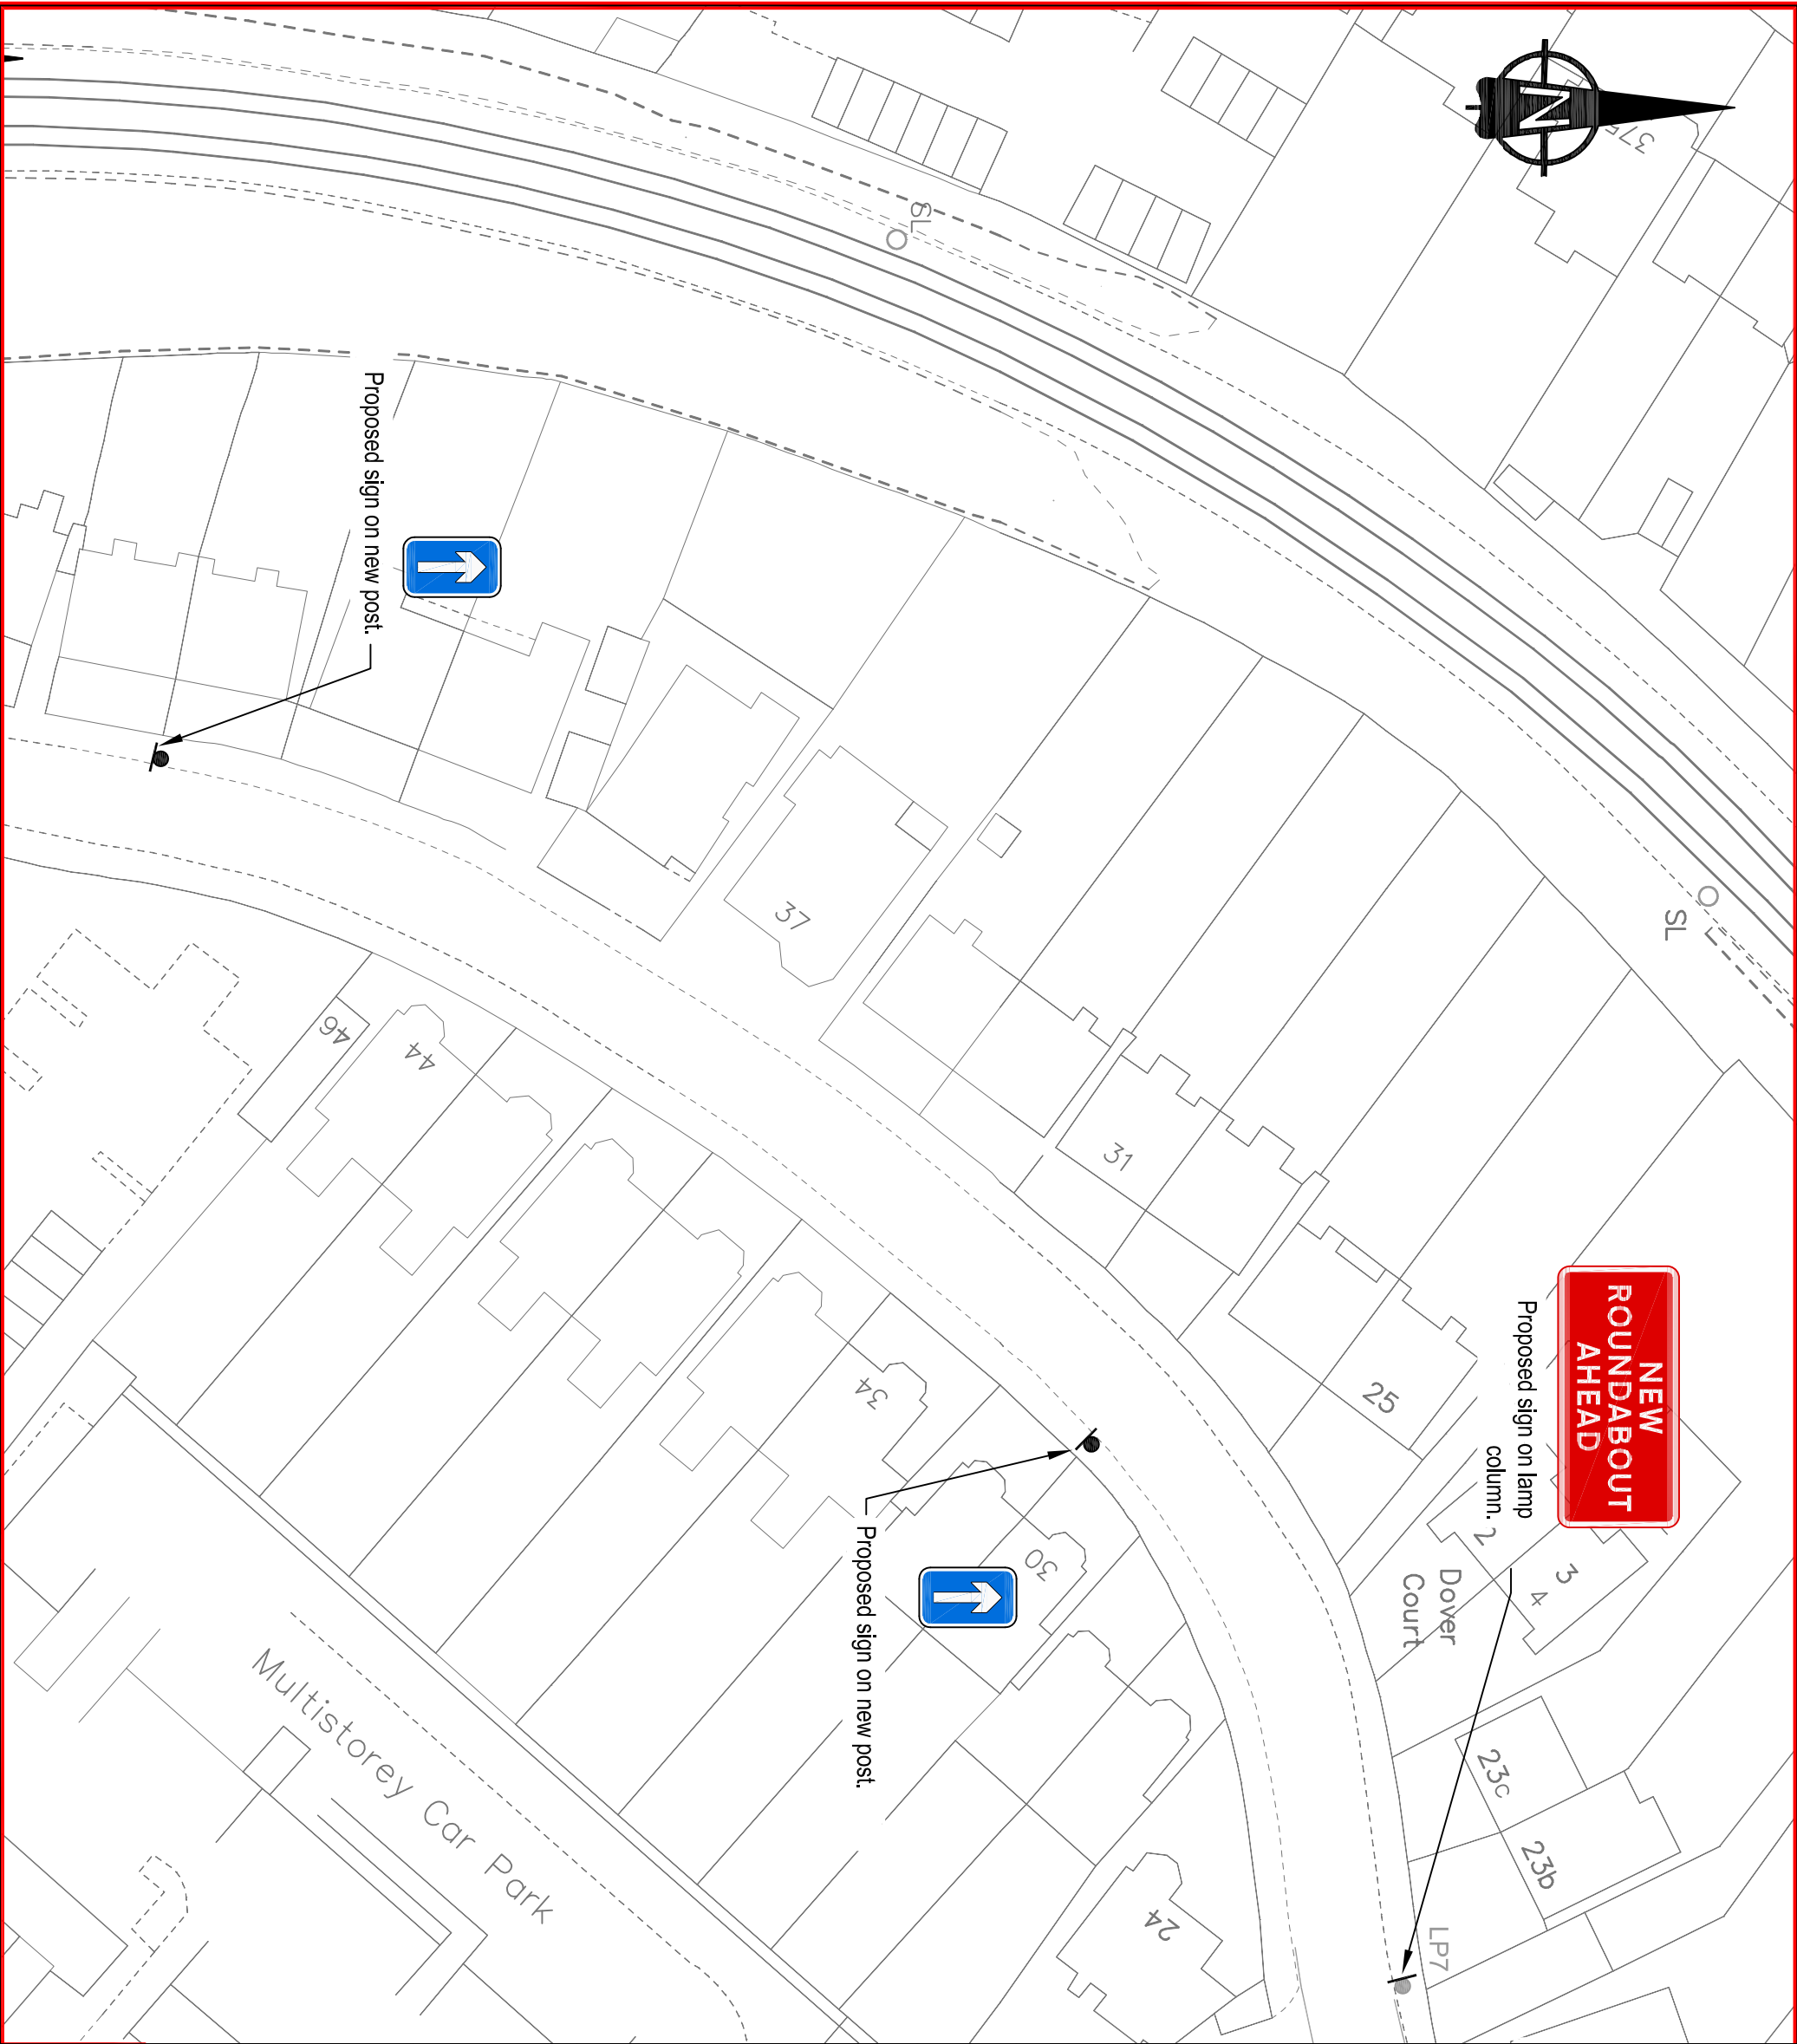 N
375
SL
SL
Proposed sign on new post.
37
46
44
31
25
34
30
NEW
ROUNDABOUT
AHEAD
Proposed sign on lamp
column.
2
3
4
Dover
Court
Proposed sign on new post.
23c
23b
24
LP7
Multistorey Car Park